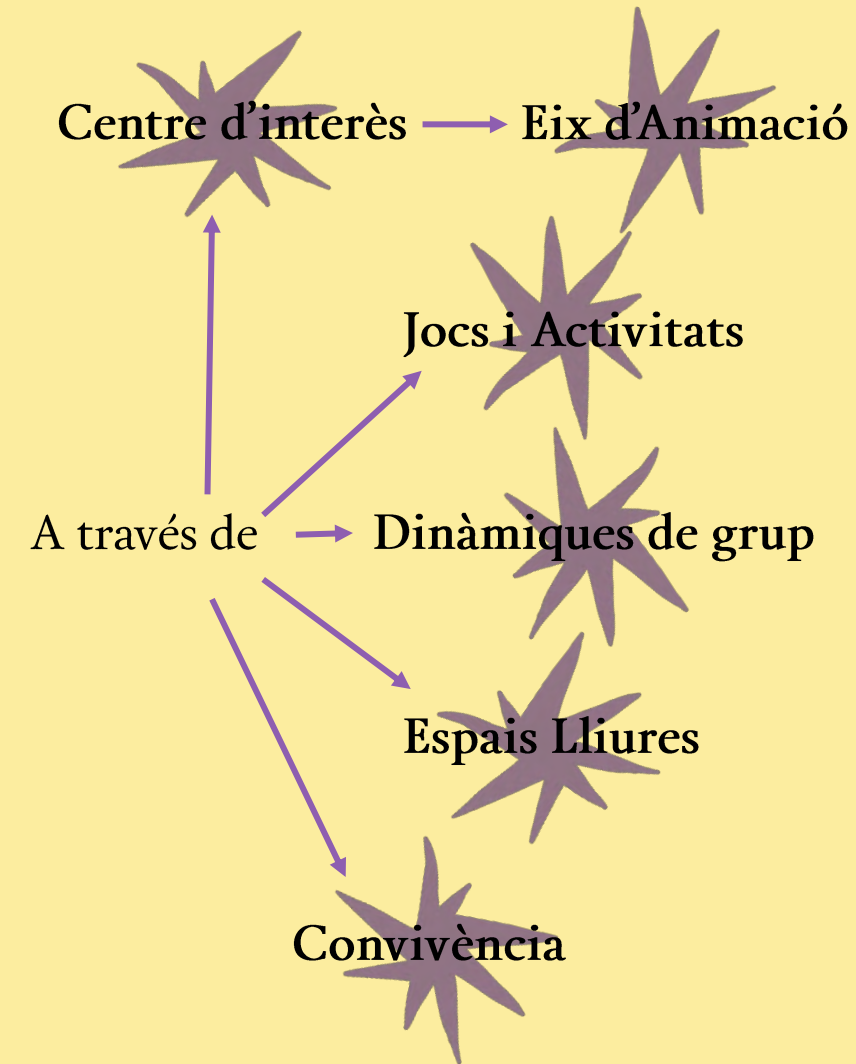 Centre d’interès
Eix d’Animació
Jocs i Activitats
A través de
Dinàmiques de grup
Espais Lliures
Convivència